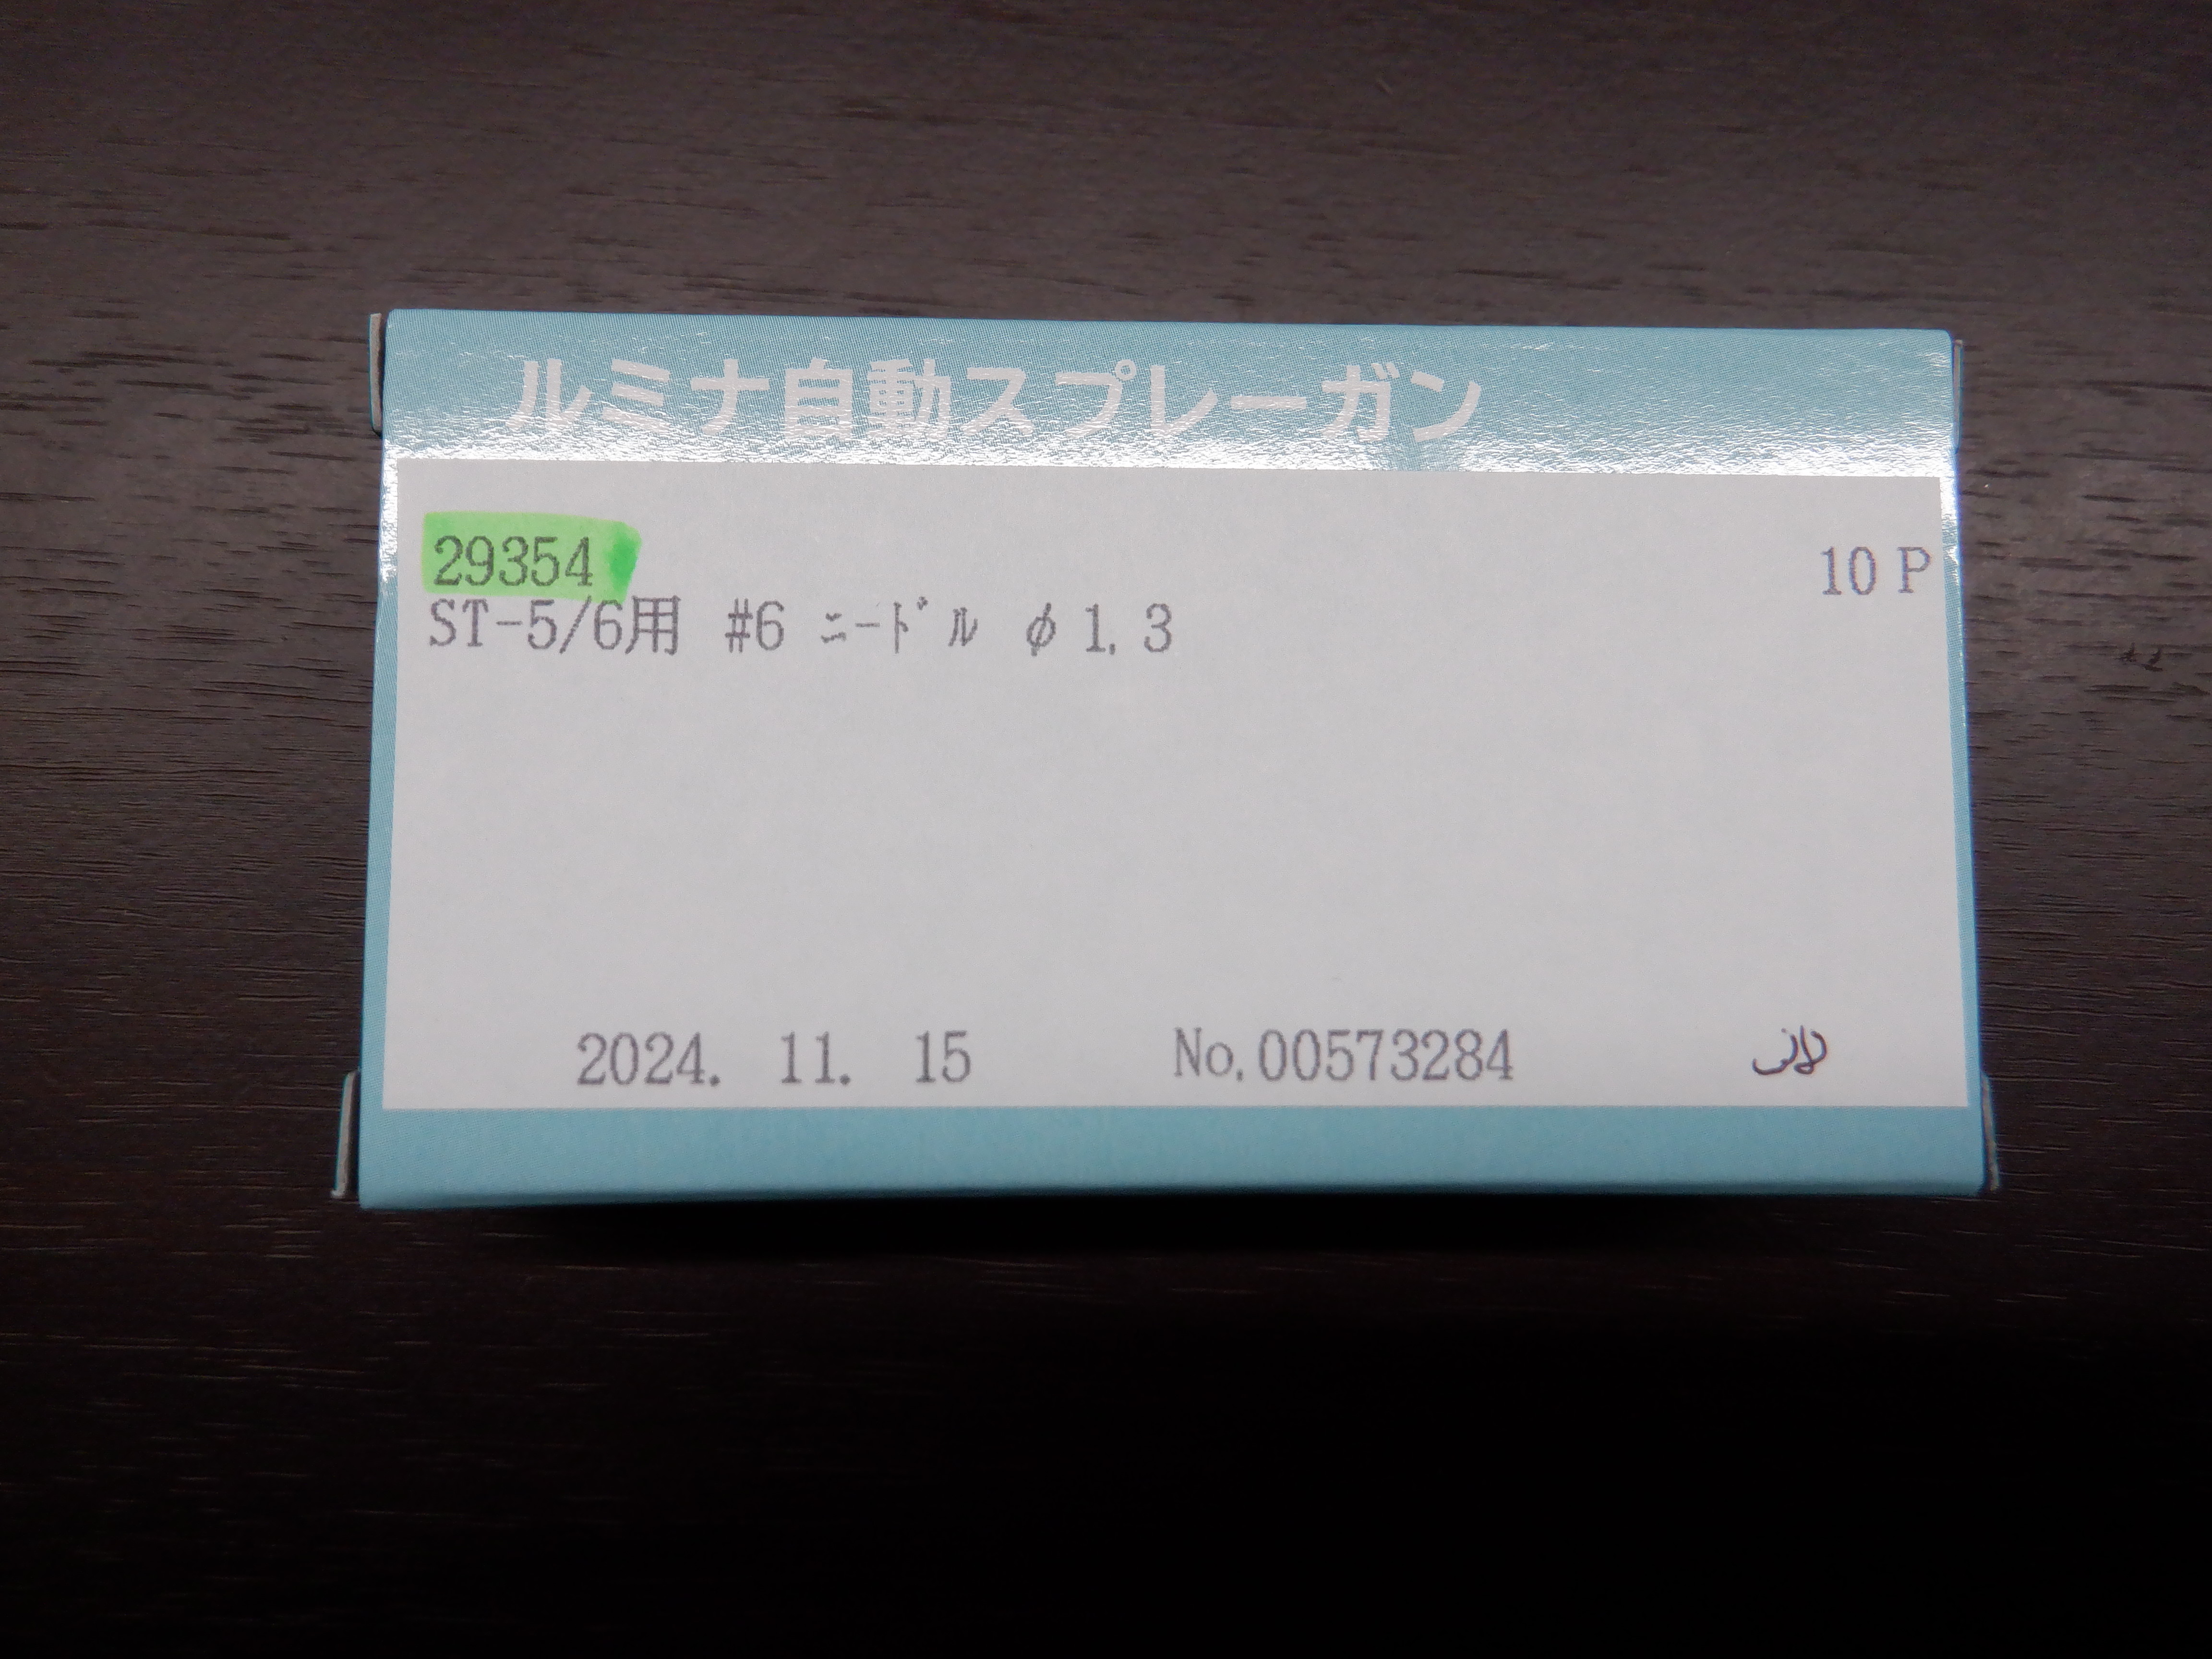 ルミナ自動スプレーガン
29354 10 P
ST-5/6用 #6 ﾆｰﾄﾞﾙ φ1.3
2024. 11. 15 No.00573284